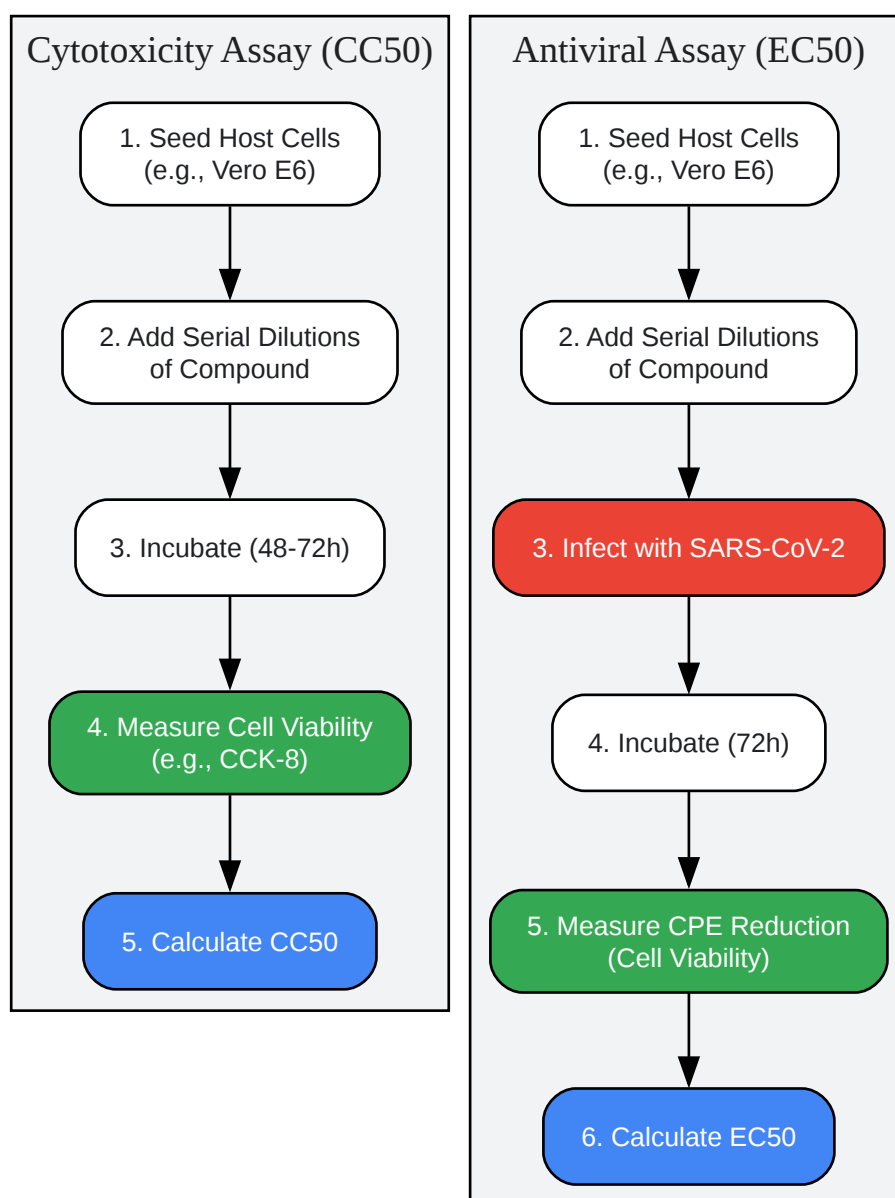 Cytotoxicity Assay (CC50)
1. Seed Host Cells
(e.g., Vero E6)
2. Add Serial Dilutions
of Compound
3. Incubate (48-72h)
4. Measure Cell Viability
(e.g., CCK-8)
5. Calculate CC50
Antiviral Assay (EC50)
1. Seed Host Cells
(e.g., Vero E6)
2. Add Serial Dilutions
of Compound
3. Infect with SARS-CoV-2
4. Incubate (72h)
5. Measure CPE Reduction
(Cell Viability)
6. Calculate EC50